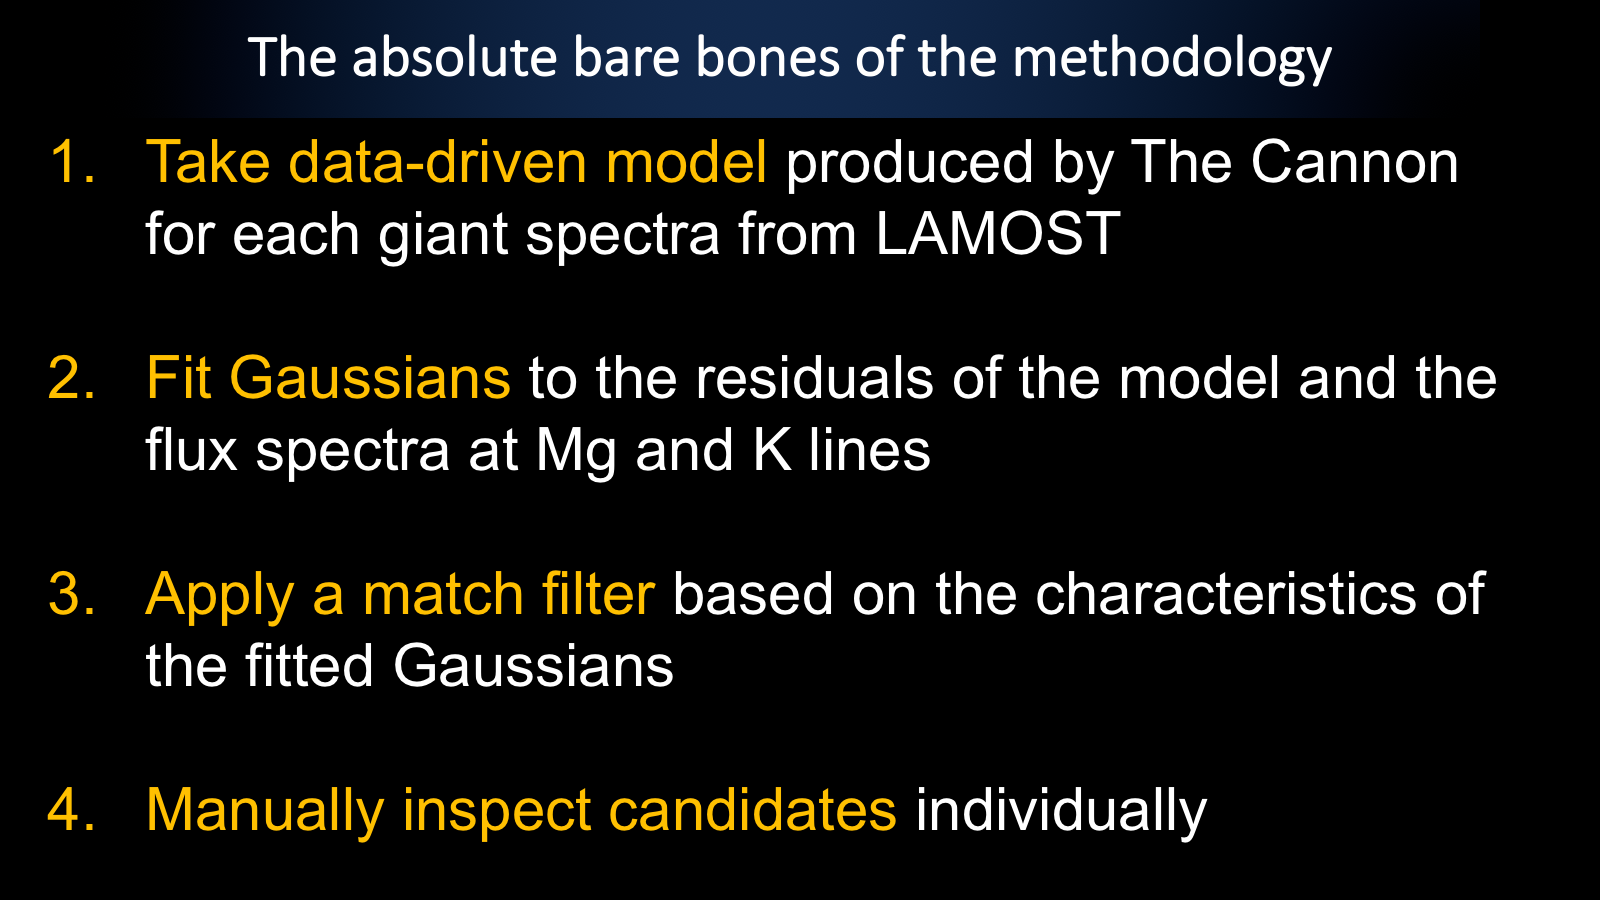 The absolute bare bones of the methodology
1. Take data-driven model produced by The Cannon
for each giant spectra from LAMOST
2. Fit Gaussians to the residuals of the model and the
flux spectra at Mg and K lines
3. Apply a match filter based on the characteristics of
the fitted Gaussians
4. Manually inspect candidates individually